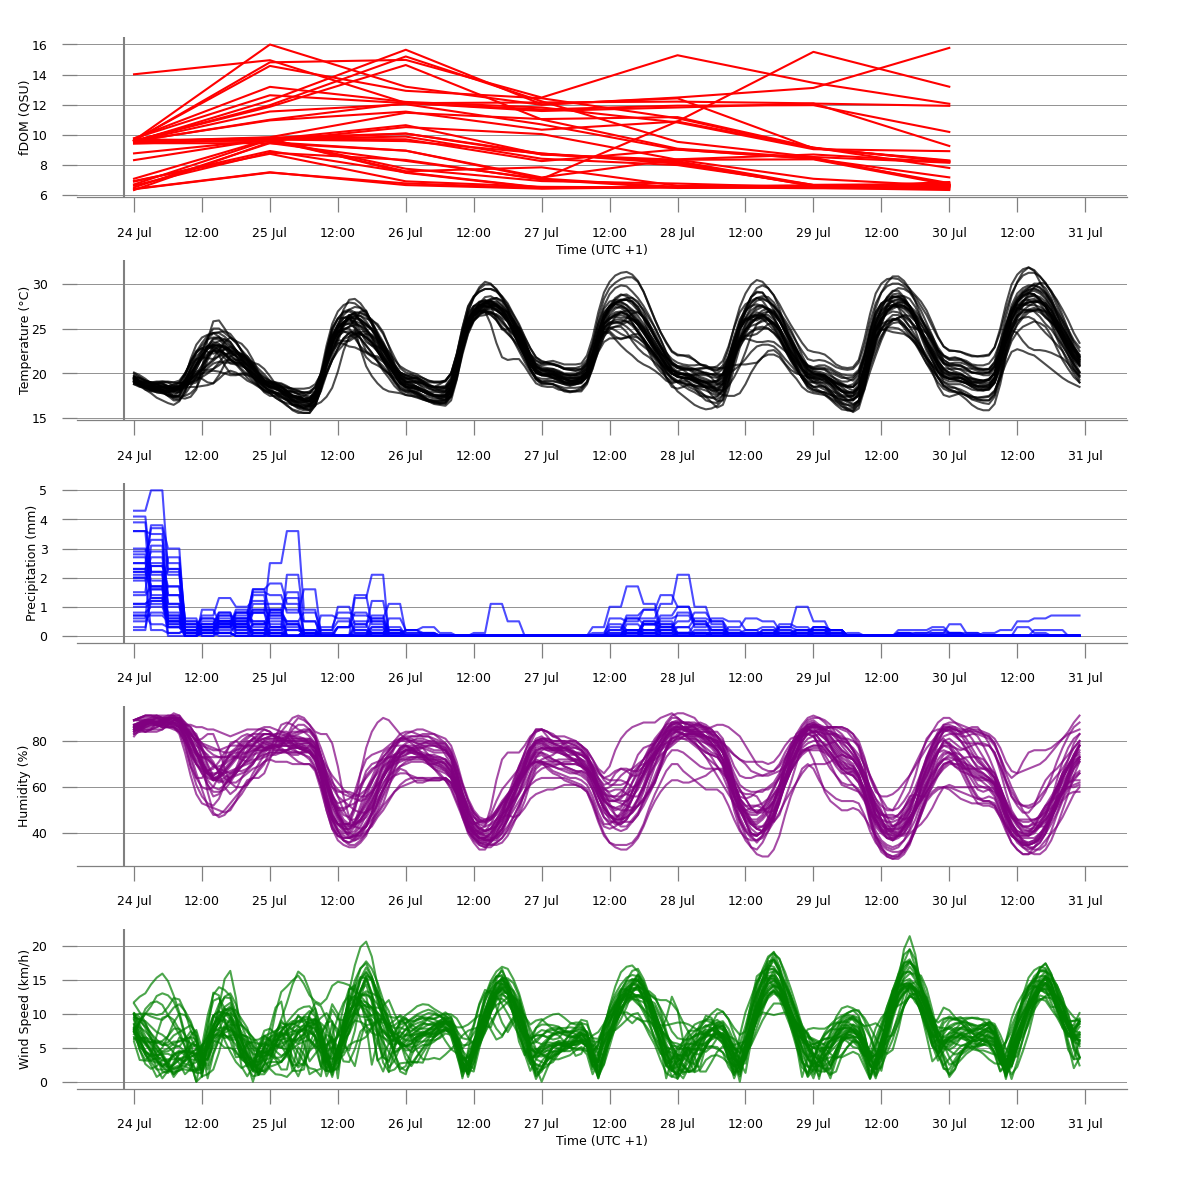 16
14
12
10
8
6
fDOM (QSU)
24 Jul 12:00 25 Jul 12:00 26 Jul 12:00 27 Jul 12:00 28 Jul 12:00 29 Jul 12:00 30 Jul 12:00 31 Jul
Time (UTC +1)
30
25
20
15
Temperature (°C)
24 Jul 12:00 25 Jul 12:00 26 Jul 12:00 27 Jul 12:00 28 Jul 12:00 29 Jul 12:00 30 Jul 12:00 31 Jul
5
4
3
2
1
0
Precipitation (mm)
24 Jul 12:00 25 Jul 12:00 26 Jul 12:00 27 Jul 12:00 28 Jul 12:00 29 Jul 12:00 30 Jul 12:00 31 Jul
80
60
40
Humidity (%)
24 Jul 12:00 25 Jul 12:00 26 Jul 12:00 27 Jul 12:00 28 Jul 12:00 29 Jul 12:00 30 Jul 12:00 31 Jul
20
15
10
5
0
Wind Speed (km/h)
24 Jul 12:00 25 Jul 12:00 26 Jul 12:00 27 Jul 12:00 28 Jul 12:00 29 Jul 12:00 30 Jul 12:00 31 Jul
Time (UTC +1)